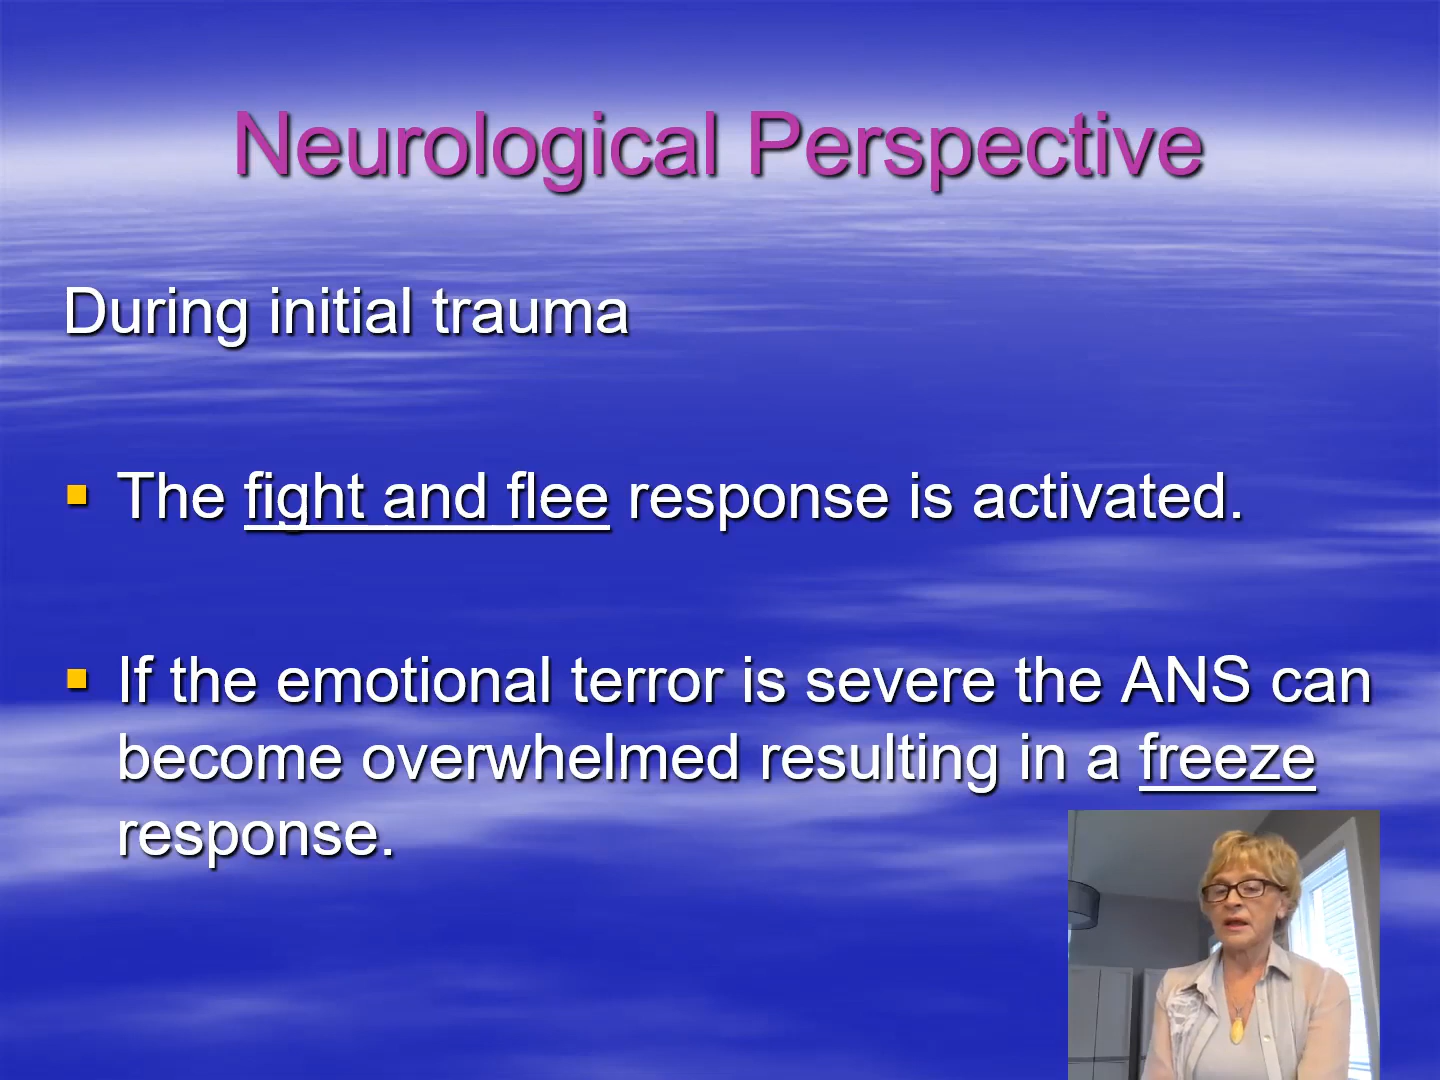 Neurological Perspective
During initial trauma
The fight and flee response is activated.
If the emotional terror is severe the ANS can
become overwhelmed resulting in a freeze
response.